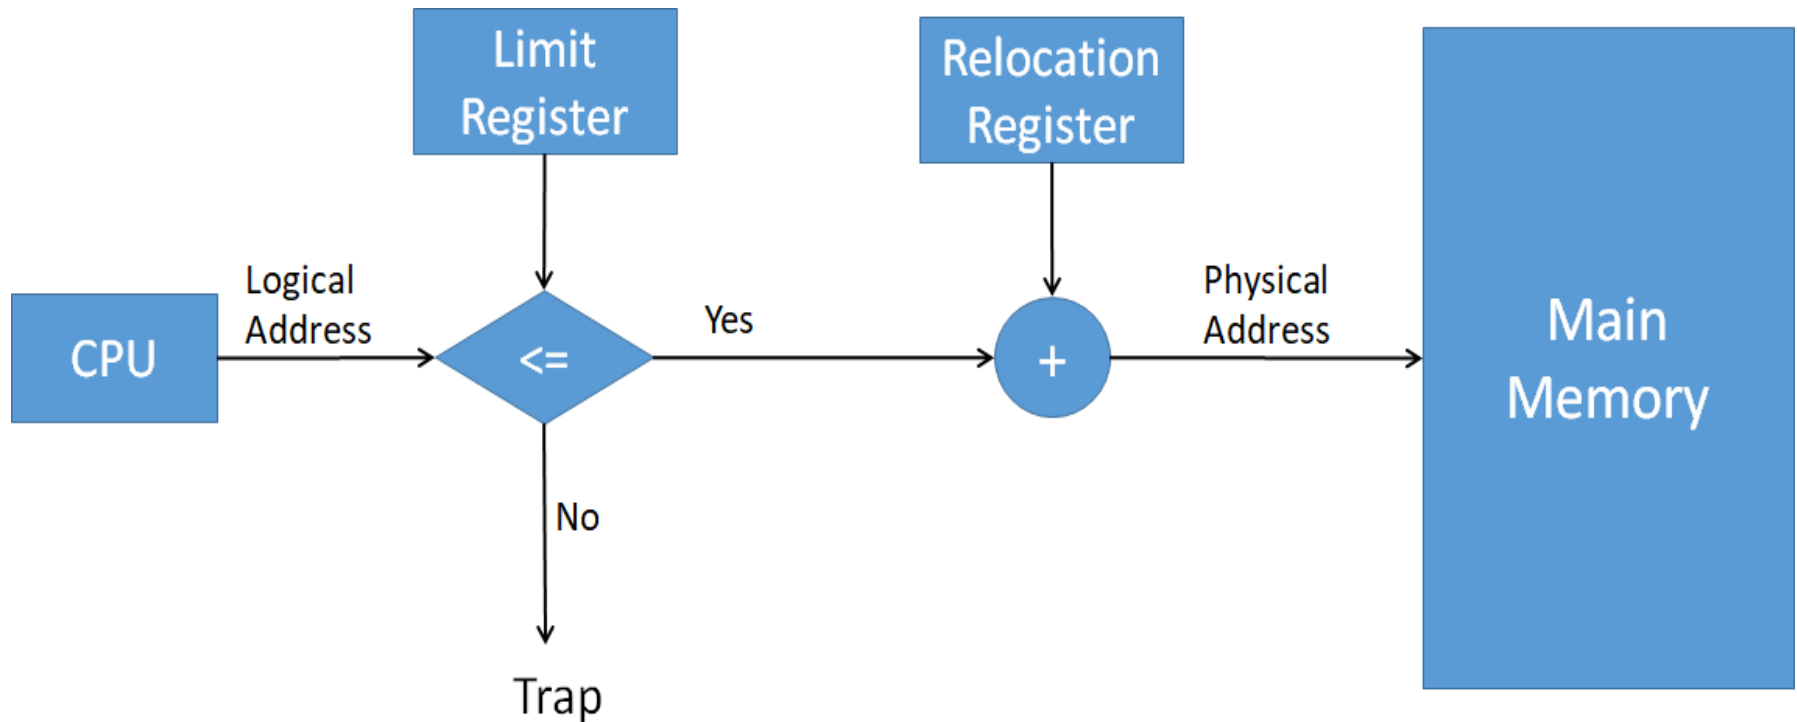 Limit
Register
Relocation
Register
Logical
Address
CPU
<=
Yes
+
Physical
Address
Main
Memory
No
Trap